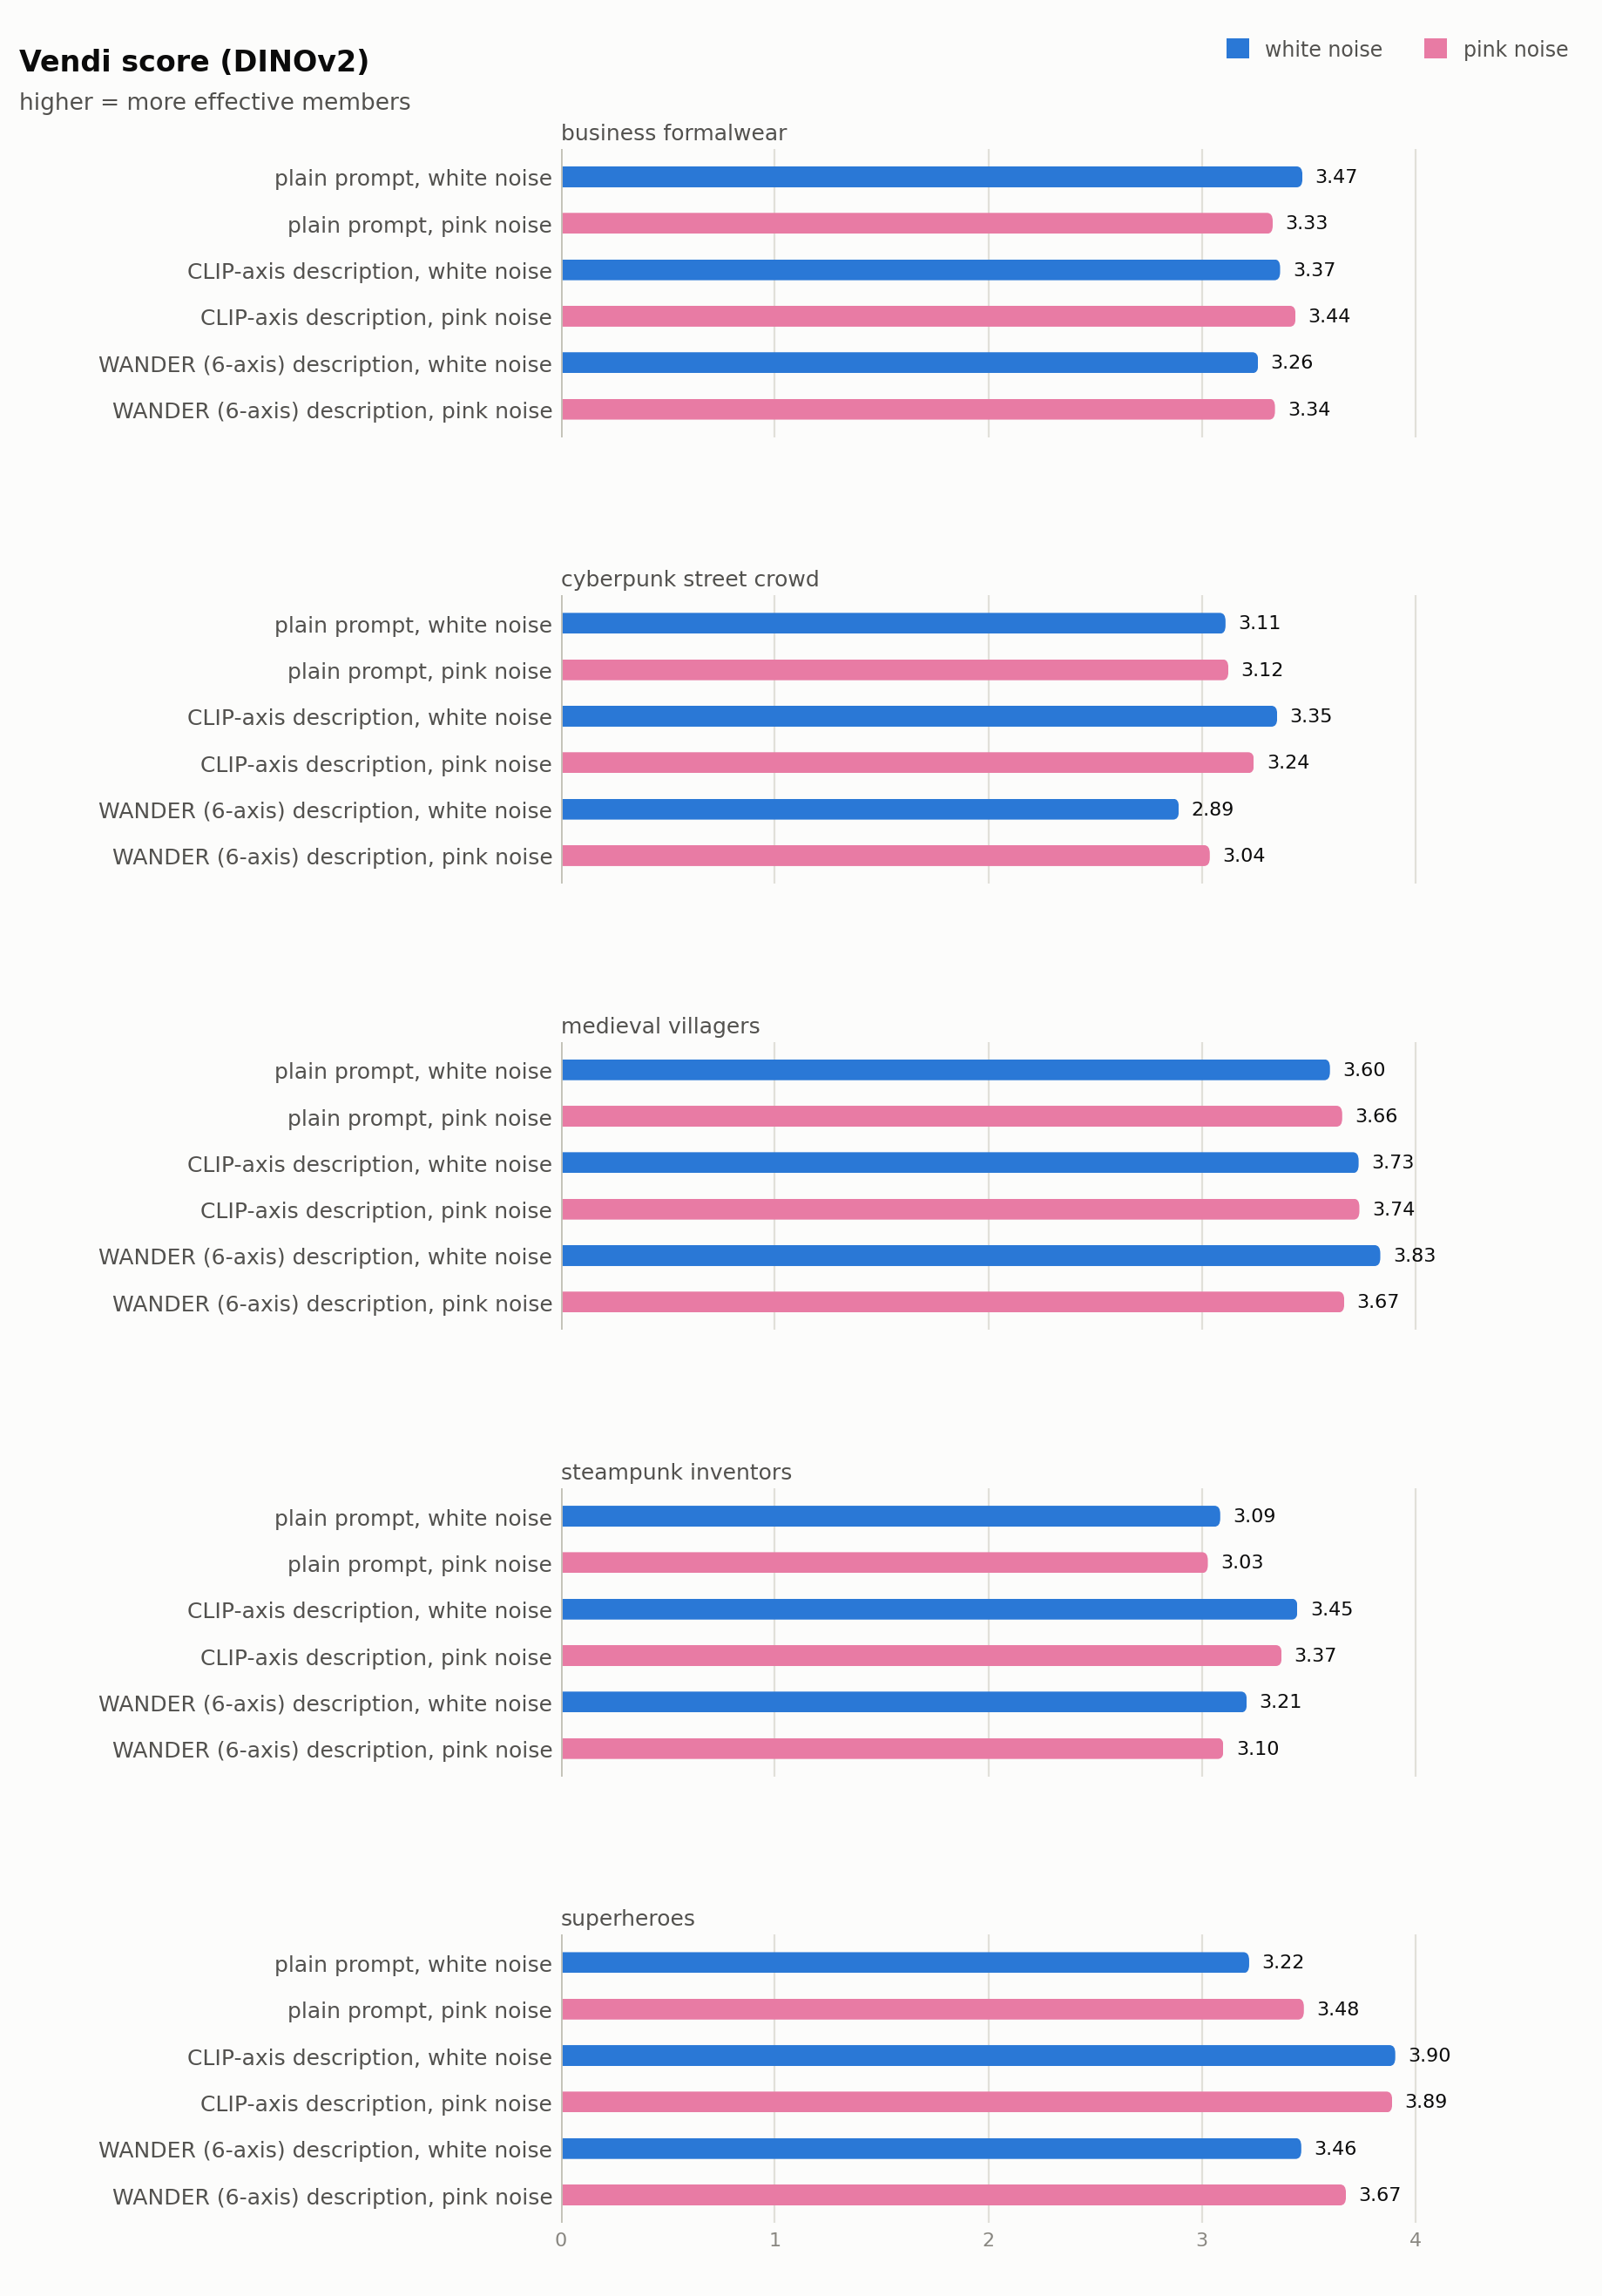 Vendi score (DINOv2)
higher = more effective members
white noise
pink noise
business formalwear
plain prompt, white noise 3.47
plain prompt, pink noise 3.33
CLIP-axis description, white noise 3.37
CLIP-axis description, pink noise 3.44
WANDER (6-axis) description, white noise 3.26
WANDER (6-axis) description, pink noise 3.34
cyberpunk street crowd
plain prompt, white noise 3.11
plain prompt, pink noise 3.12
CLIP-axis description, white noise 3.35
CLIP-axis description, pink noise 3.24
WANDER (6-axis) description, white noise 2.89
WANDER (6-axis) description, pink noise 3.04
medieval villagers
plain prompt, white noise 3.60
plain prompt, pink noise 3.66
CLIP-axis description, white noise 3.73
CLIP-axis description, pink noise 3.74
WANDER (6-axis) description, white noise 3.83
WANDER (6-axis) description, pink noise 3.67
steampunk inventors
plain prompt, white noise 3.09
plain prompt, pink noise 3.03
CLIP-axis description, white noise 3.45
CLIP-axis description, pink noise 3.37
WANDER (6-axis) description, white noise 3.21
WANDER (6-axis) description, pink noise 3.10
superheroes
plain prompt, white noise 3.22
plain prompt, pink noise 3.48
CLIP-axis description, white noise 3.90
CLIP-axis description, pink noise 3.89
WANDER (6-axis) description, white noise 3.46
WANDER (6-axis) description, pink noise 3.67
0 1 2 3 4